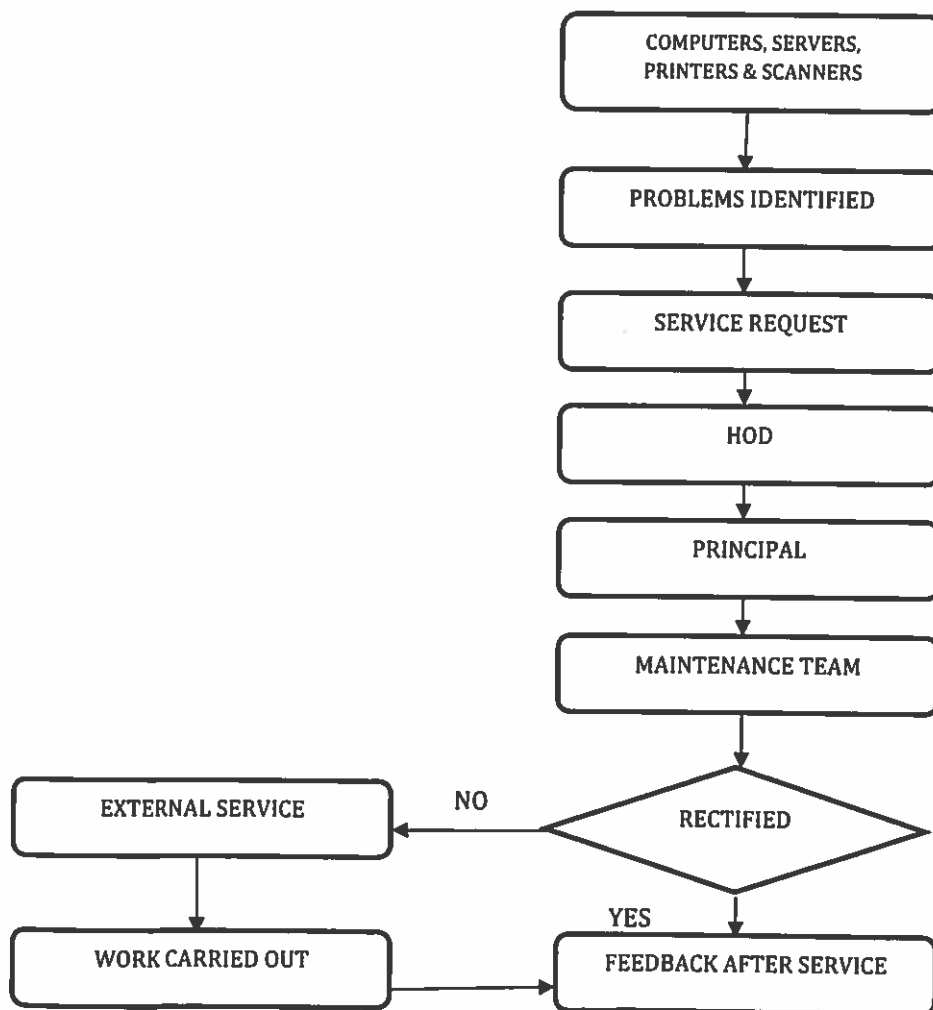 COMPUTERS, SERVERS,
PRINTERS & SCANNERS
PROBLEMS IDENTIFIED
SERVICE REQUEST
HOD
PRINCIPAL
MAINTENANCE TEAM
RECTIFIED
NO
EXTERNAL SERVICE
WORK CARRIED OUT
YES
FEEDBACK AFTER SERVICE